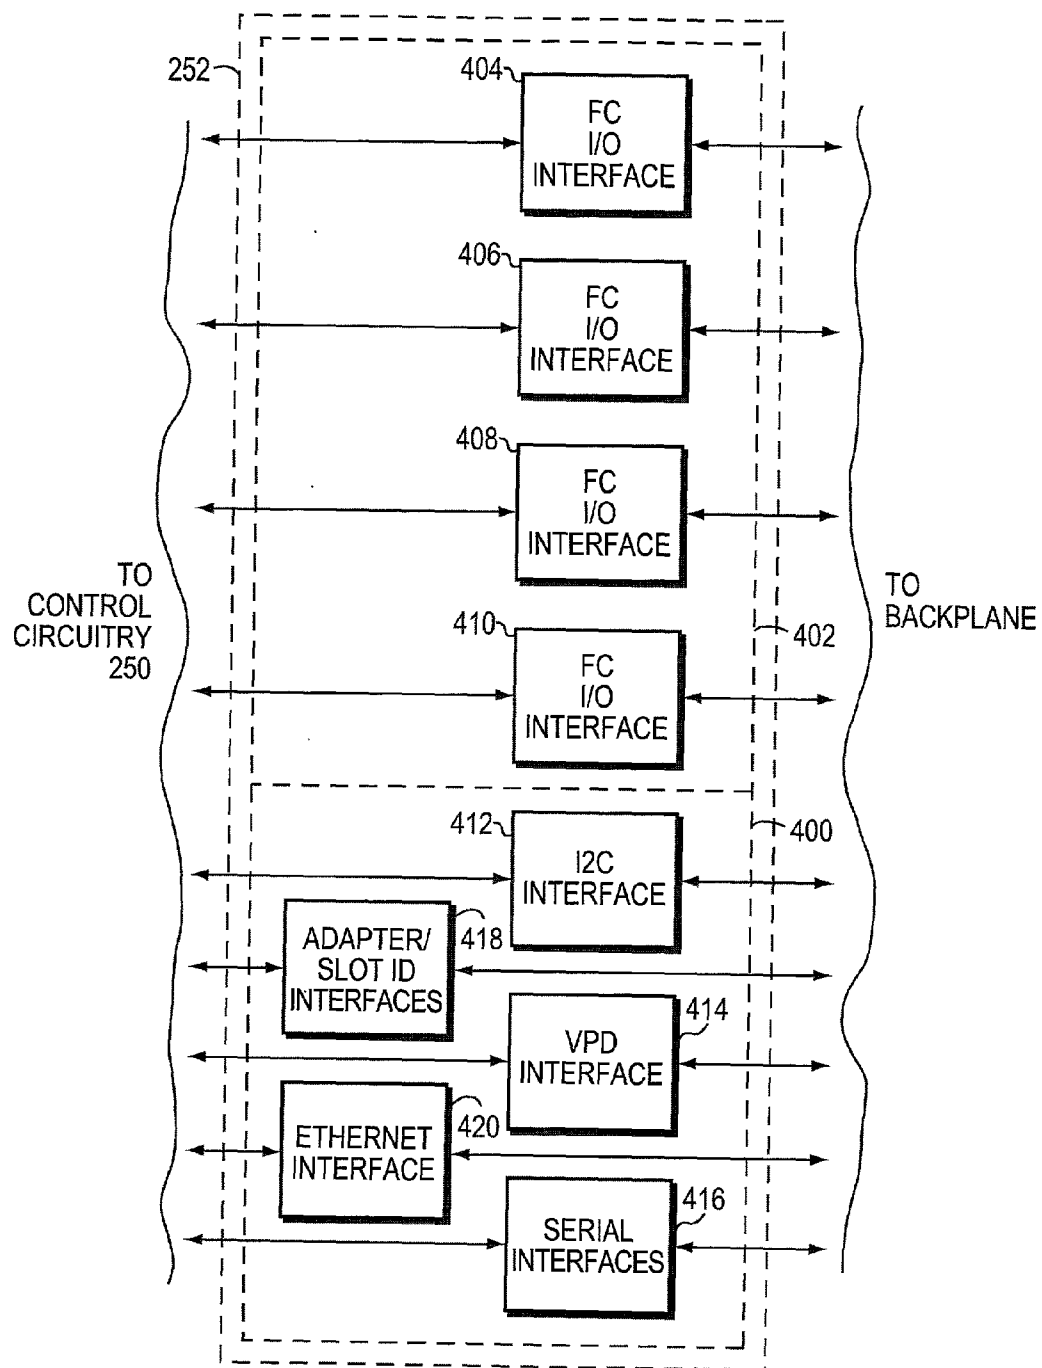 252
404
FC
I/O
INTERFACE
406
FC
I/O
INTERFACE
408
FC
I/O
INTERFACE
TO
CONTROL
CIRCUITRY
250
TO
BACKPLANE
410
FC
I/O
INTERFACE
402
412
I2C
INTERFACE
400
ADAPTER/
SLOT ID
INTERFACES
418
VPD
INTERFACE
414
ETHERNET
INTERFACE
420
SERIAL
INTERFACES
416